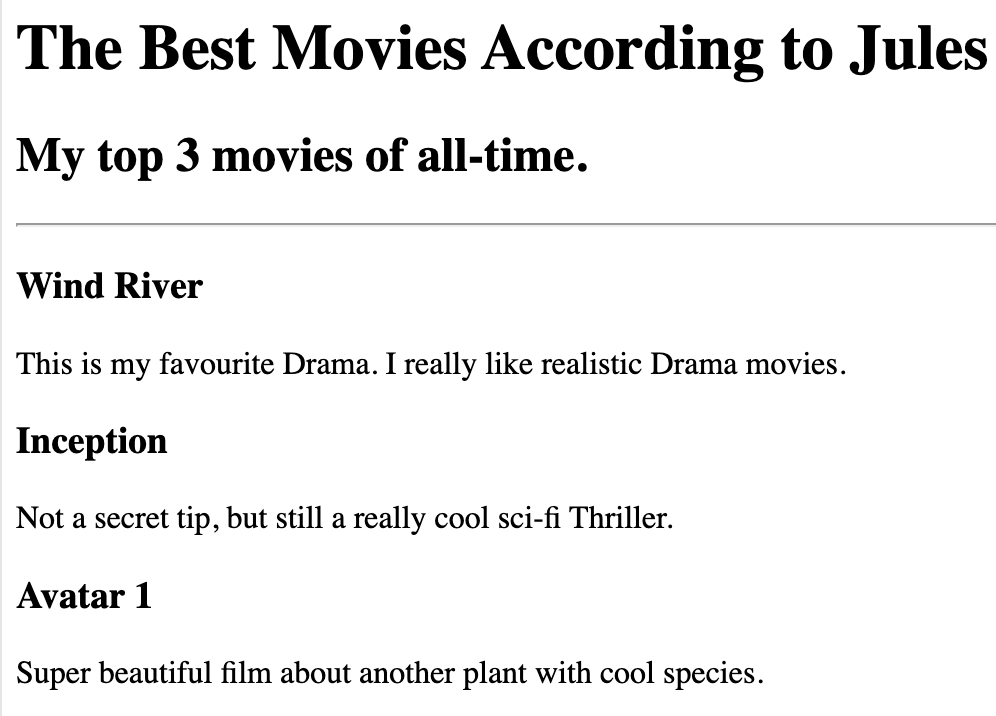 The Best Movies According to Jules
My top 3 movies of all-time.
Wind River
This is my favourite Drama. I really like realistic Drama movies.
Inception
Not a secret tip, but still a really cool sci-fi Thriller.
Avatar 1
Super beautiful film about another plant with cool species.